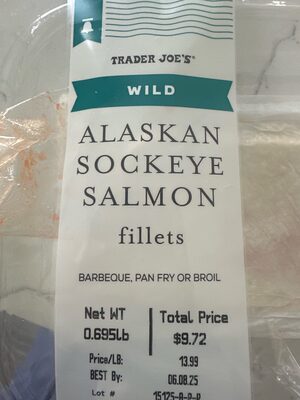 TRADER JOE'S®
WILD
ALASKAN
SOCKEYE
SALMON
fillets
BARBEQUE, PAN FRY OR BROIL
Net WT Total Price
0.695lb $9.72
Price/LB: 13.99
BEST By: 06.08.25
Lot # 15125-A-P-P